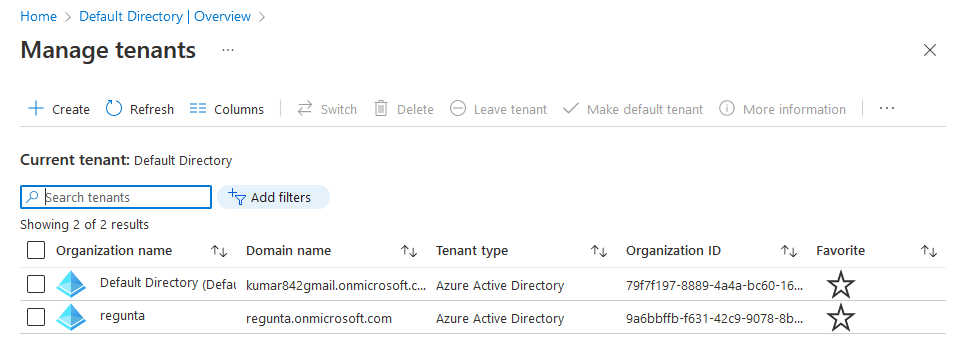 Home > Default Directory | Overview >
Manage tenants ...
+ Create Refresh Columns Switch Delete Leave tenant Make default tenant More information ...
Current tenant: Default Directory
Search tenants Add filters
Showing 2 of 2 results
Organization name Domain name Tenant type Organization ID Favorite
Default Directory (Defau kumar842gmail.onmicrosoft.c... Azure Active Directory 79f7f197-8889-4a4a-bc60-16...
regunta regunta.onmicrosoft.com Azure Active Directory 9a6bbffb-f631-42c9-9078-8b...